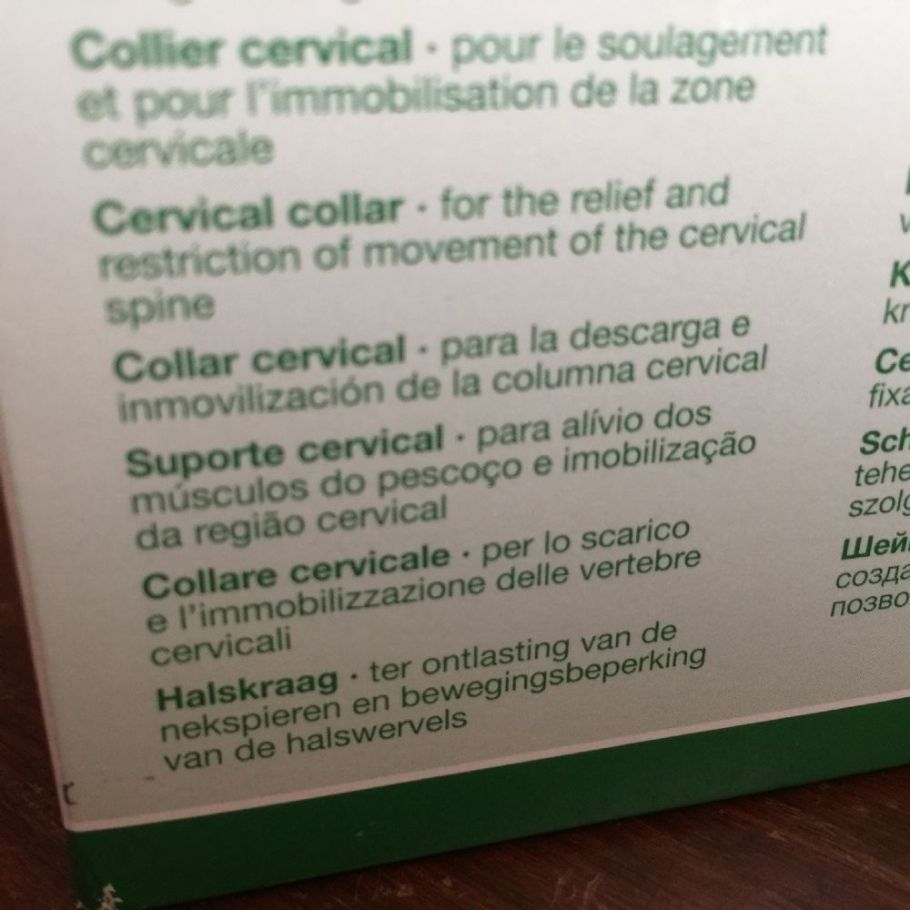 Collier cervical · pour le soulagement
et pour l'immobilisation de la zone
cervicale
Cervical collar · for the relief and
restriction of movement of the cervical
spine
Collar cervical · para la descarga e
inmovilización de la columna cervical
Suporte cervical · para alívio dos
músculos do pescoço e imobilização
da região cervical
Collare cervicale · per lo scarico
e l'immobilizzazione delle vertebre
cervicali
Halskraag · ter ontlasting van de
nekspieren en bewegingsbeperking
van de halswervels